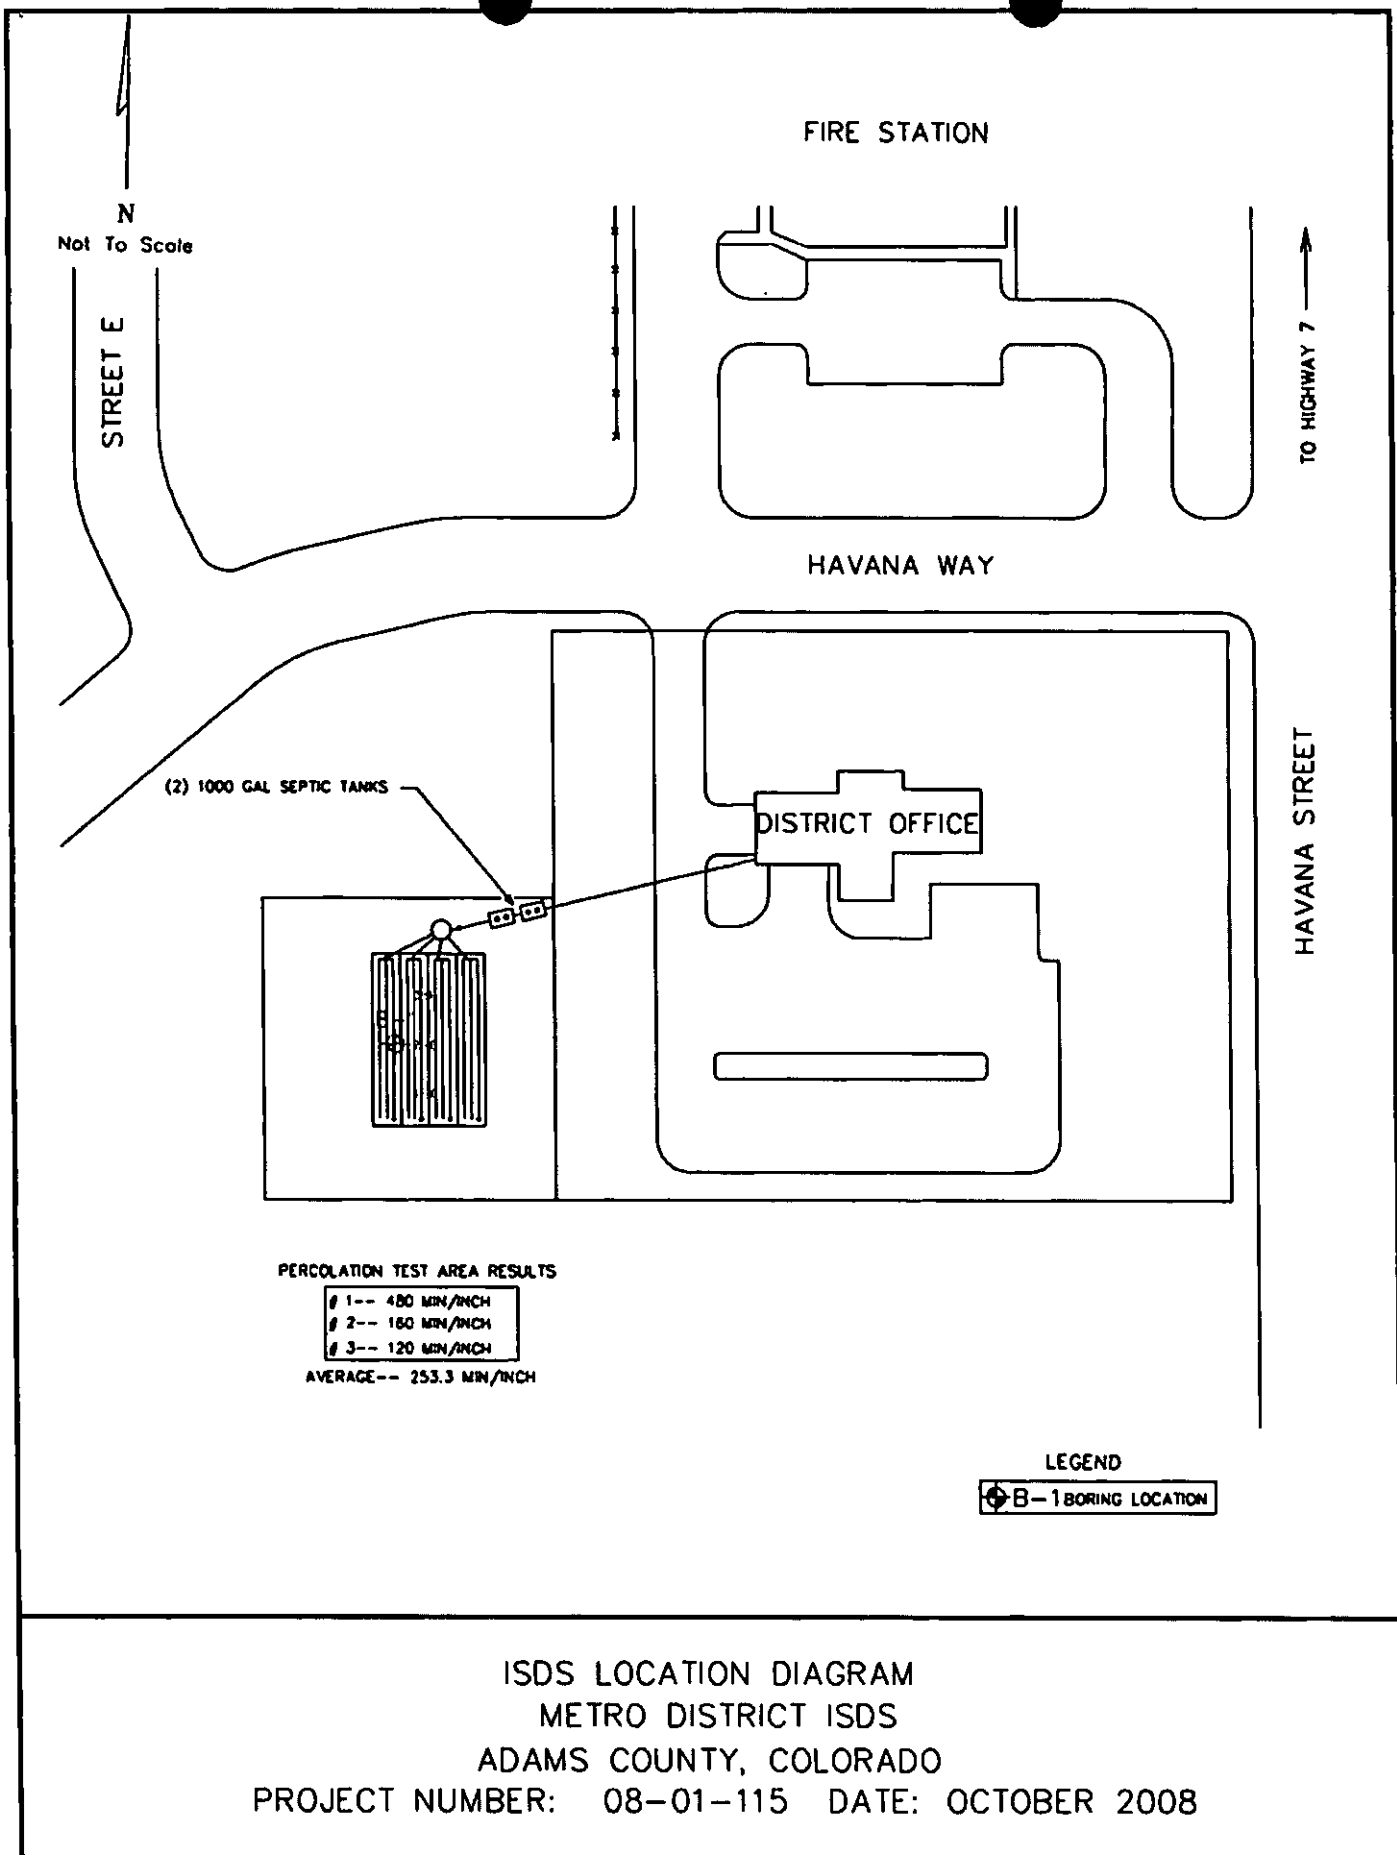 FIRE STATION
N
Not To Scale
STREET E
TO HIGHWAY 7
HAVANA WAY
(2) 1000 GAL SEPTIC TANKS
DISTRICT OFFICE
HAVANA STREET
PERCOLATION TEST AREA RESULTS
# 1-- 480 MIN/INCH
# 2-- 160 MIN/INCH
# 3-- 120 MIN/INCH
AVERAGE-- 253.3 MIN/INCH
LEGEND
B-1 BORING LOCATION
ISDS LOCATION DIAGRAM
METRO DISTRICT ISDS
ADAMS COUNTY, COLORADO
PROJECT NUMBER: 08-01-115 DATE: OCTOBER 2008